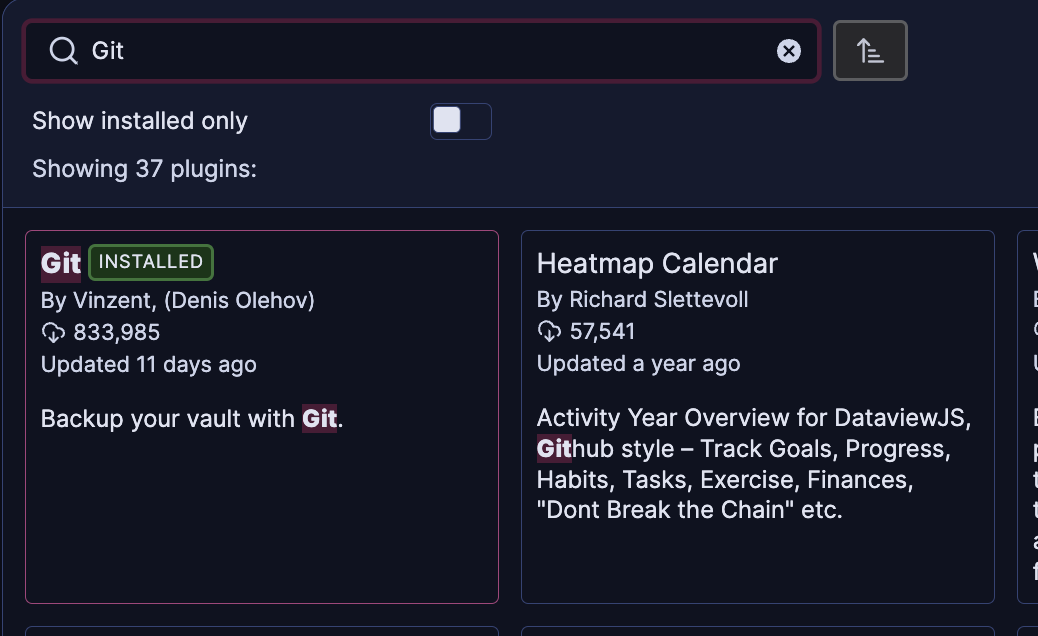 Git
Show installed only
Showing 37 plugins:
Git INSTALLED
By Vinzent, (Denis Olehov)
833,985
Updated 11 days ago
Backup your vault with Git.
Heatmap Calendar
By Richard Slettevoll
57,541
Updated a year ago
Activity Year Overview for DataviewJS,
Github style – Track Goals, Progress,
Habits, Tasks, Exercise, Finances,
"Dont Break the Chain" etc.